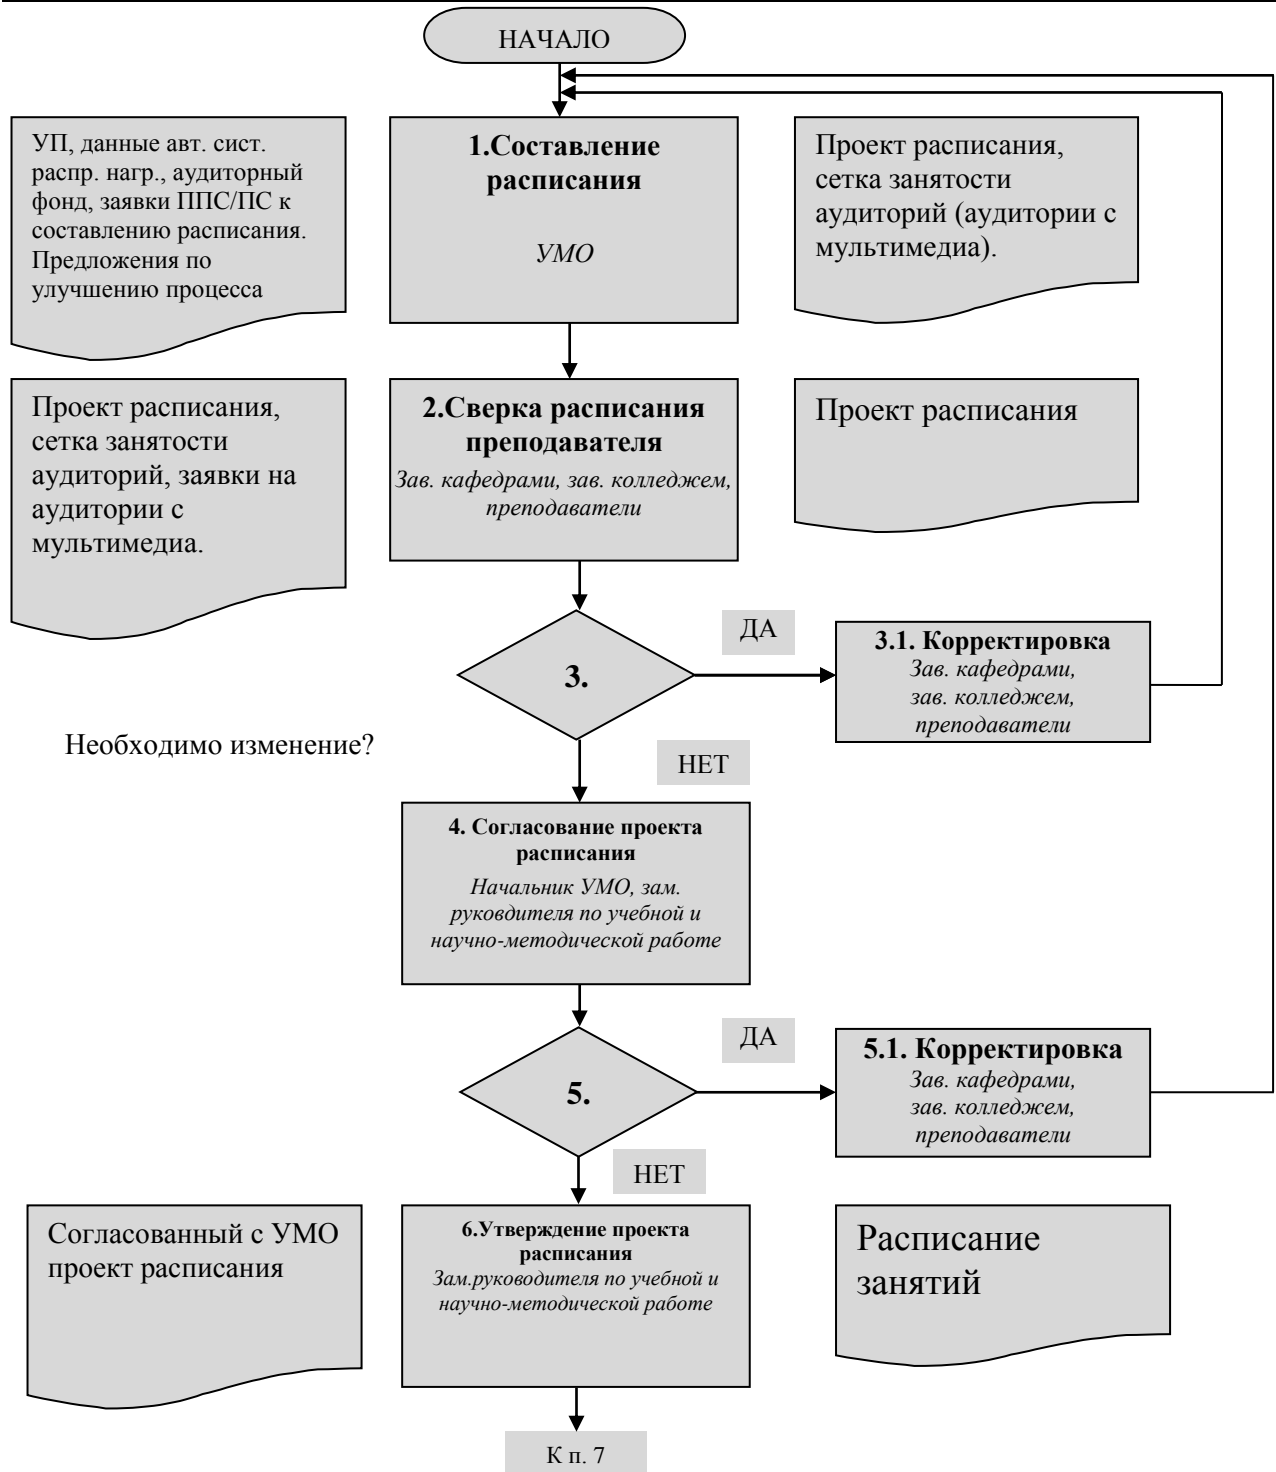 НАЧАЛО
УП, данные авт. сист.
распр. нагр., аудиторный
фонд, заявки ППС/ПС к
составлению расписания.
Предложения по
улучшению процесса
1.Составление
расписания
УМО
Проект расписания,
сетка занятости
аудиторий (аудитории с
мультимедиа).
Проект расписания,
сетка занятости
аудиторий, заявки на
аудитории с
мультимедиа.
2.Сверка расписания
преподавателя
Зав. кафедрами, зав. колледжем,
преподаватели
Проект расписания
3.
ДА
3.1. Корректировка
Зав. кафедрами,
зав. колледжем,
преподаватели
Необходимо изменение?
НЕТ
4. Согласование проекта
расписания
Начальник УМО, зам.
руковдителя по учебной и
научно-методической работе
5.
ДА
5.1. Корректировка
Зав. кафедрами,
зав. колледжем,
преподаватели
НЕТ
Согласованный с УМО
проект расписания
6.Утверждение проекта
расписания
Зам.руководителя по учебной и
научно-методической работе
Расписание
занятий
К п. 7